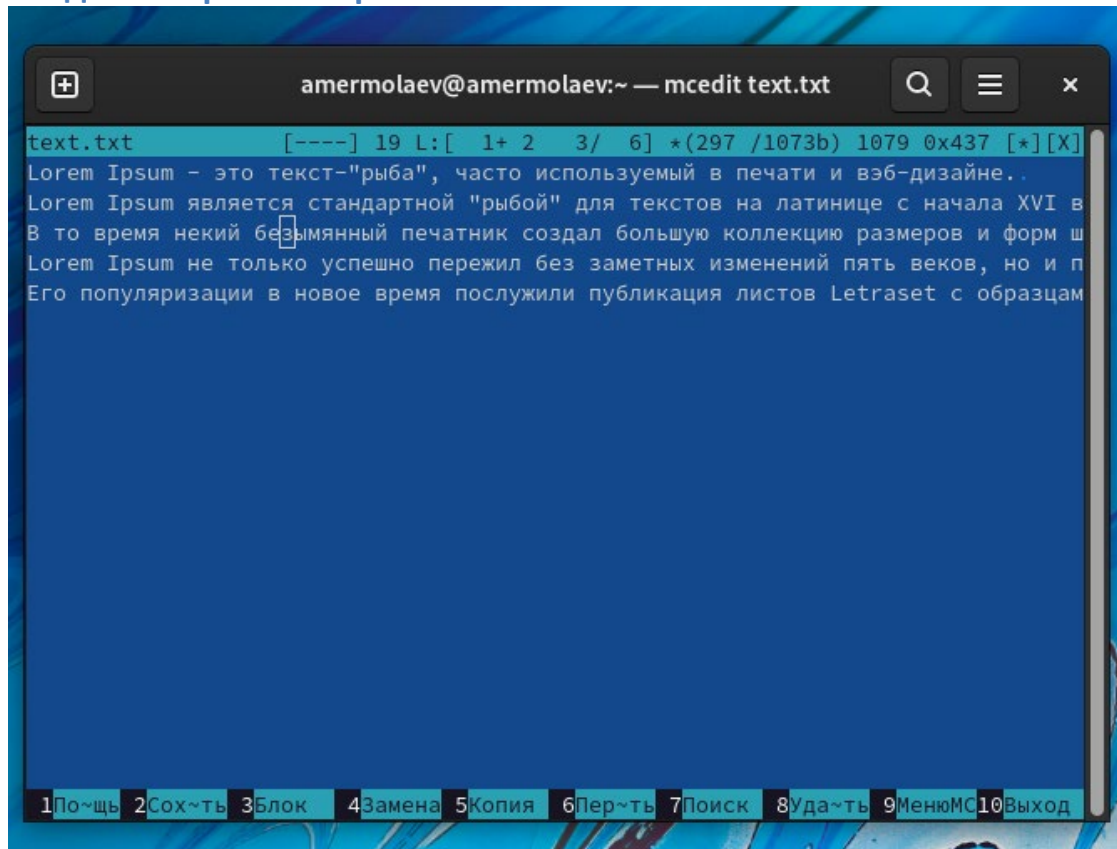 amermolaev@amermolaev:~ — mcedit text.txt
text.txt [----] 19 L:[ 1+ 2 3/ 6] *(297 /1073b) 1079 0x437 [*][X]
Lorem Ipsum - это текст-"рыба", часто используемый в печати и вэб-дизайне..
Lorem Ipsum является стандартной "рыбой" для текстов на латинице с начала XVI в
В то время некий безымянный печатник создал большую коллекцию размеров и форм ш
Lorem Ipsum не только успешно пережил без заметных изменений пять веков, но и п
Его популяризации в новое время послужили публикация листов Letraset с образцам
1По~щь 2Сох~ть 3Блок 4Замена 5Копия 6Пер~ть 7Поиск 8Уда~ть 9МенюMC10Выход